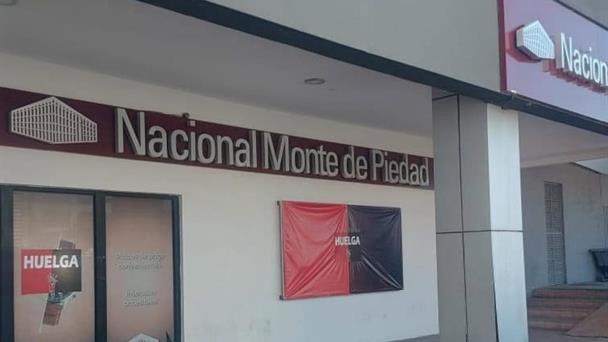 Nacional Monte de Piedad
Nacion
HUELGA
HUELGA